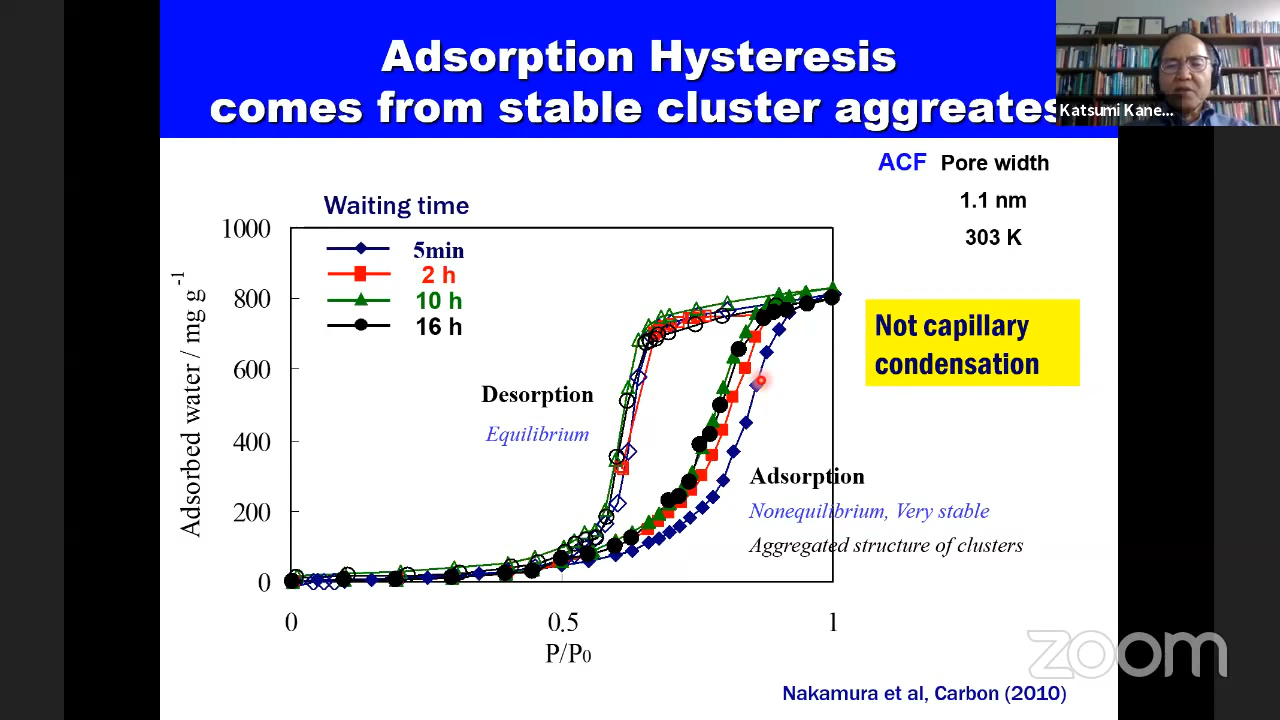 Adsorption Hysteresis
comes from stable cluster aggreates
Katsumi Kane...
ACF Pore width
1.1 nm
303 K
Waiting time
5min
2 h
10 h
16 h
1000
800
600
400
200
0
Adsorbed water / mg g-1
Not capillary
condensation
Desorption
Equilibrium
Adsorption
Nonequilibrium, Very stable
Aggregated structure of clusters
0
0.5
1
P/P0
zoom
Nakamura et al, Carbon (2010)